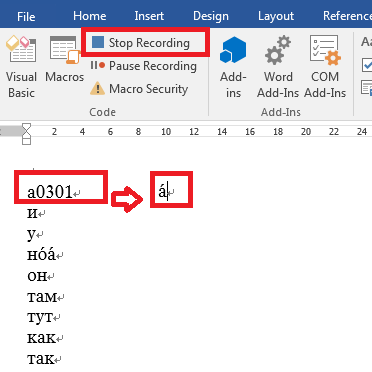 File Home Insert Design Layout Reference
Visual Basic
Macros
Stop Recording
Pause Recording
Macro Security
Code
Add-ins
Word Add-Ins
COM Add-Ins
Add-Ins
2 4 6 8 10 12 14 16 18 20 22 24
а0301 á
и
у
нóá
он
там
тут
как
так